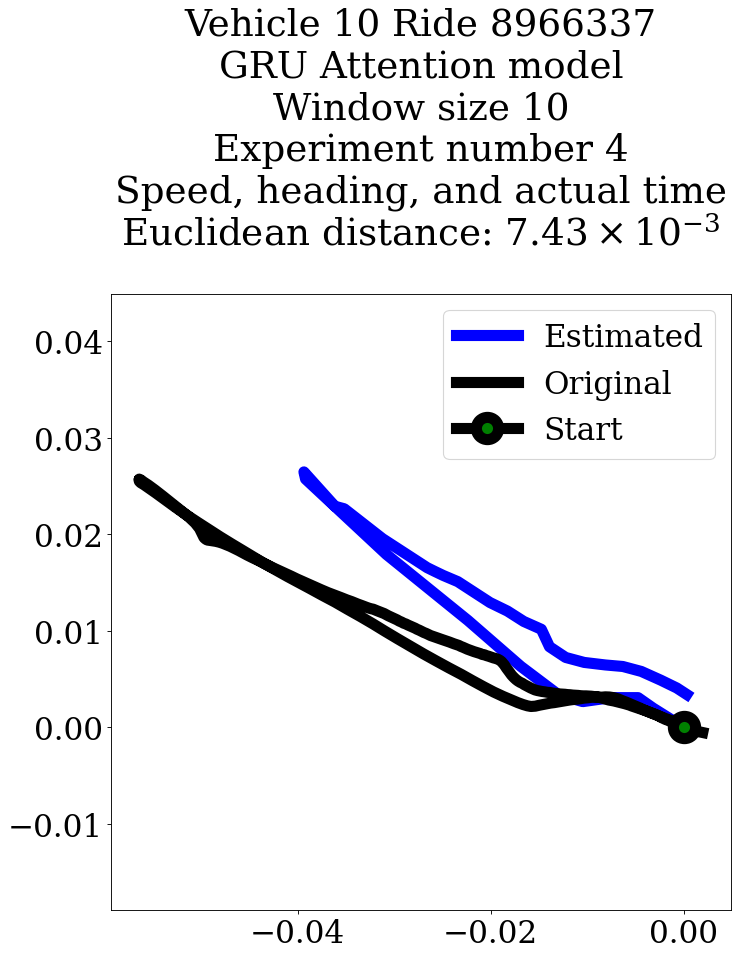 Vehicle 10 Ride 8966337
GRU Attention model
Window size 10
Experiment number 4
Speed, heading, and actual time
Euclidean distance: 7.43 × 10⁻³
Estimated
Original
Start
0.04
0.03
0.02
0.01
0.00
−0.01
−0.04
−0.02
0.00